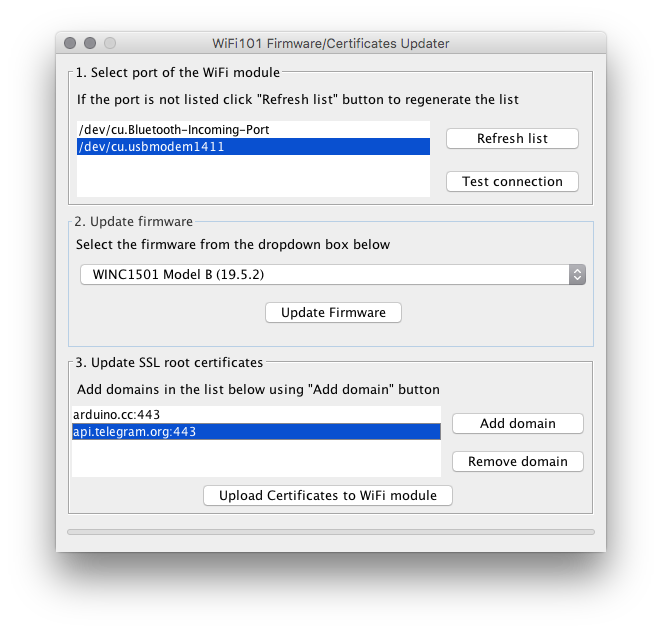 WiFi101 Firmware/Certificates Updater
1. Select port of the WiFi module
If the port is not listed click "Refresh list" button to regenerate the list
/dev/cu.Bluetooth-Incoming-Port
/dev/cu.usbmodem1411
Refresh list
Test connection
2. Update firmware
Select the firmware from the dropdown box below
WINC1501 Model B (19.5.2)
Update Firmware
3. Update SSL root certificates
Add domains in the list below using "Add domain" button
arduino.cc:443
api.telegram.org:443
Add domain
Remove domain
Upload Certificates to WiFi module